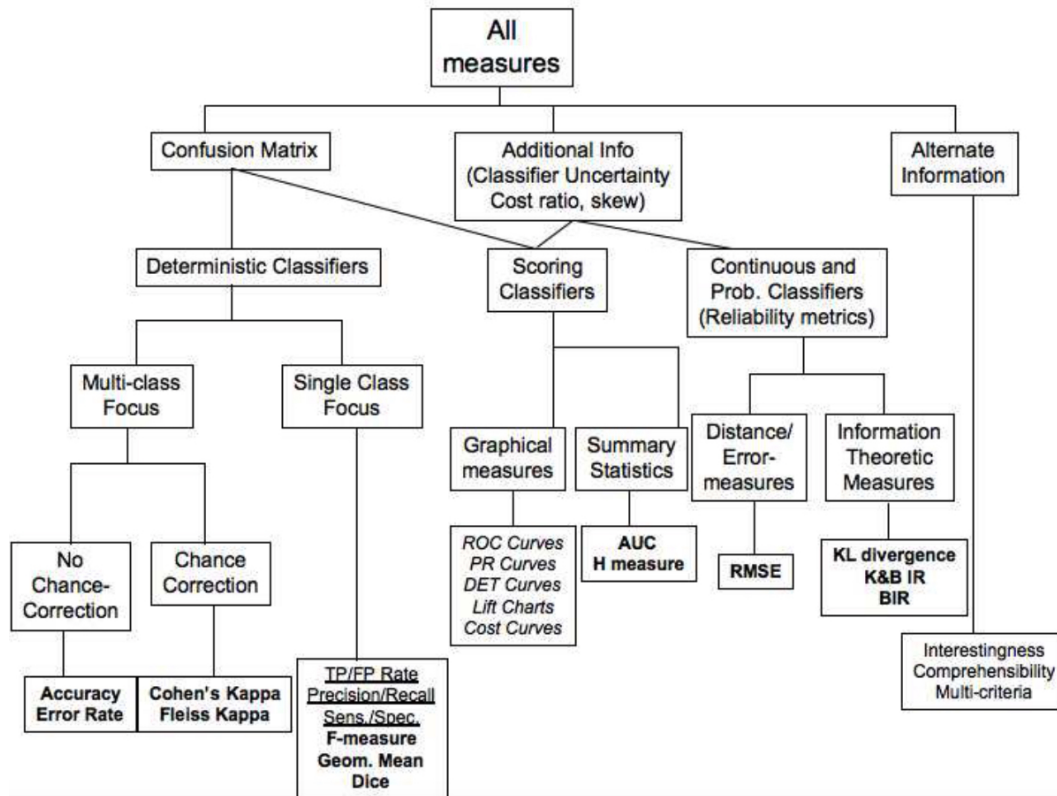 All
measures
Confusion Matrix
Additional Info
(Classifier Uncertainty
Cost ratio, skew)
Alternate
Information
Deterministic Classifiers
Scoring
Classifiers
Continuous and
Prob. Classifiers
(Reliability metrics)
Multi-class
Focus
Single Class
Focus
Graphical
measures
Summary
Statistics
Distance/
Error-
measures
Information
Theoretic
Measures
No
Chance-
Correction
Chance
Correction
ROC Curves
PR Curves
DET Curves
Lift Charts
Cost Curves
AUC
H measure
RMSE
KL divergence
K&B IR
BIR
Interestingness
Comprehensibility
Multi-criteria
Accuracy
Error Rate
Cohen's Kappa
Fleiss Kappa
TP/FP Rate
Precision/Recall
Sens./Spec.
F-measure
Geom. Mean
Dice